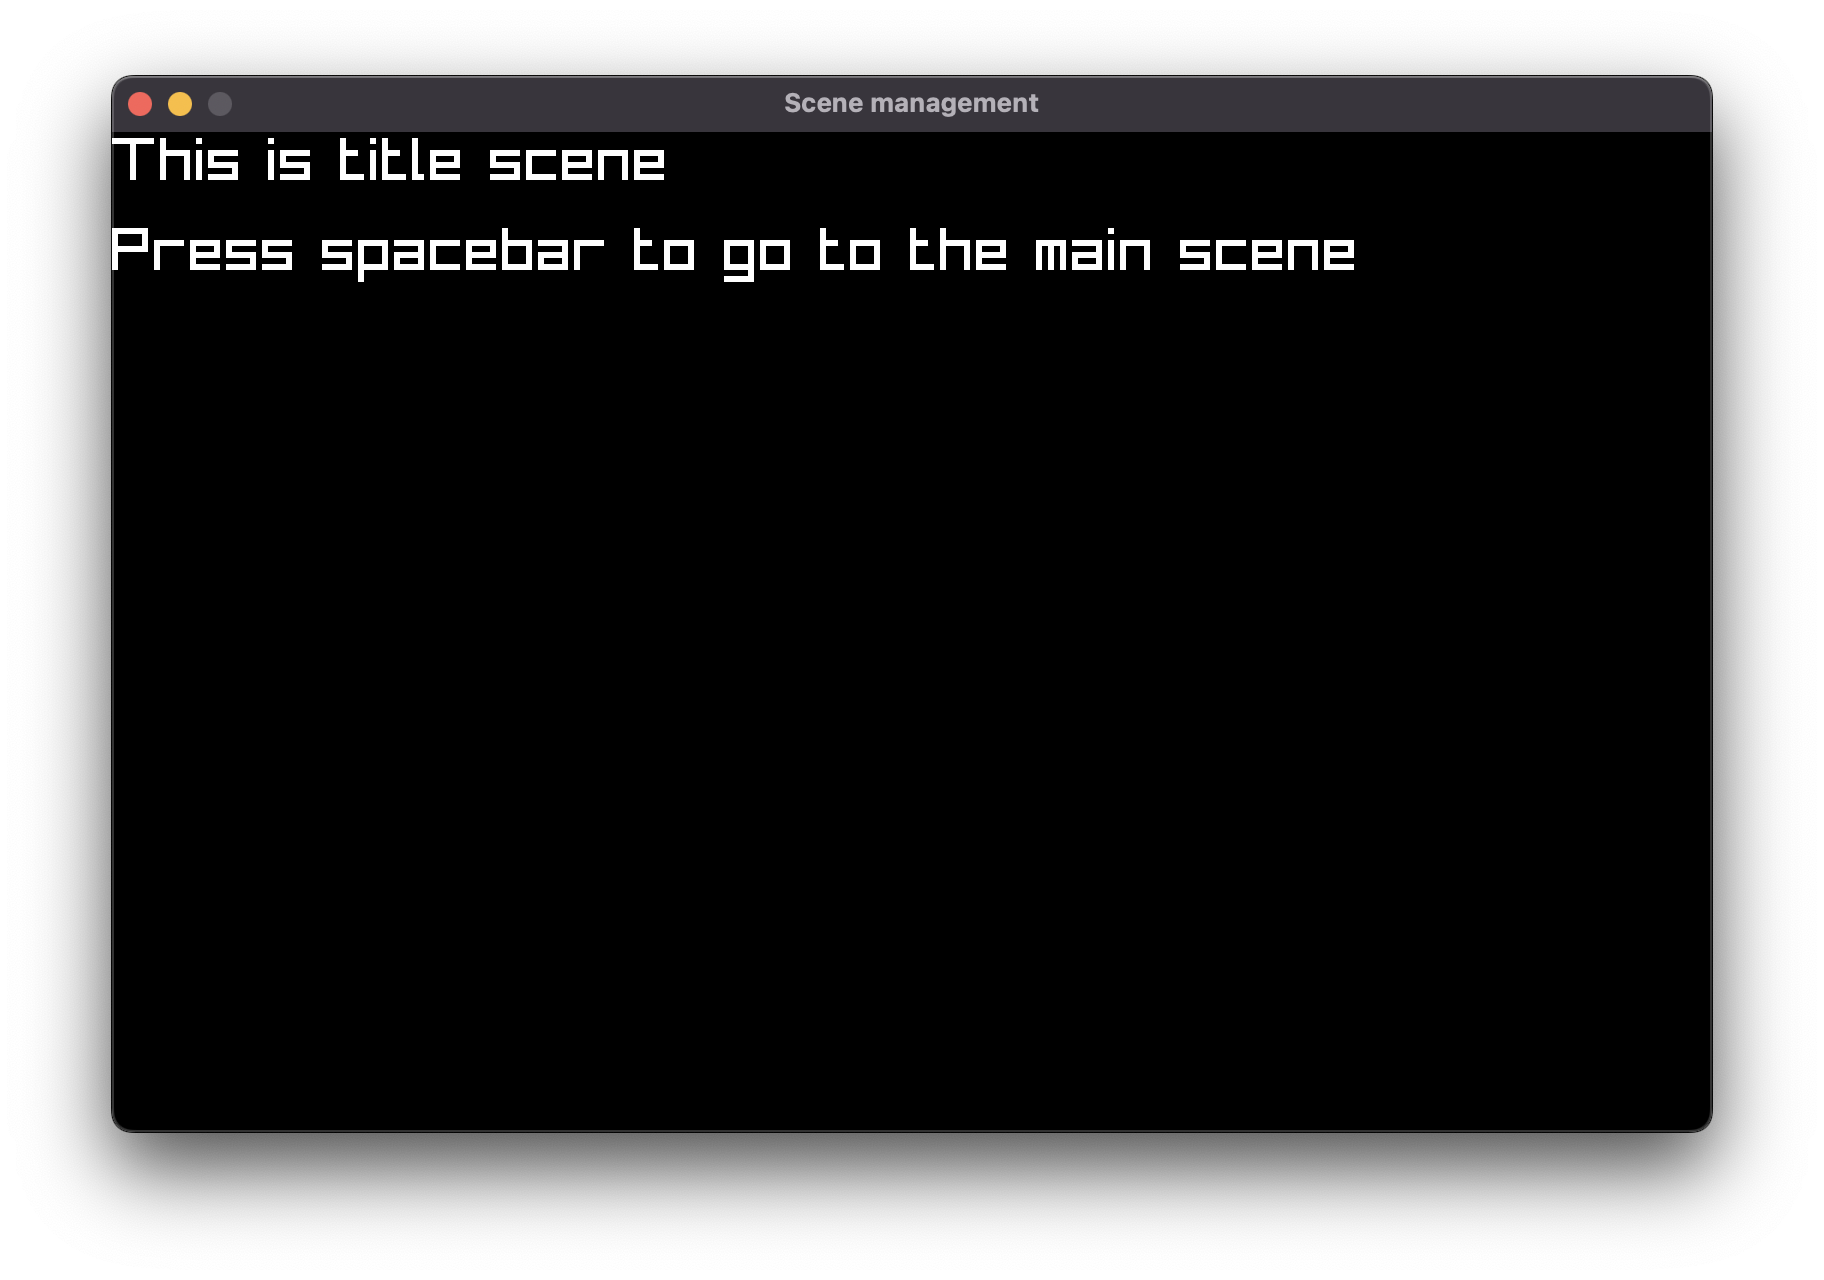 Scene management
This is title scene
Press spacebar to go to the main scene